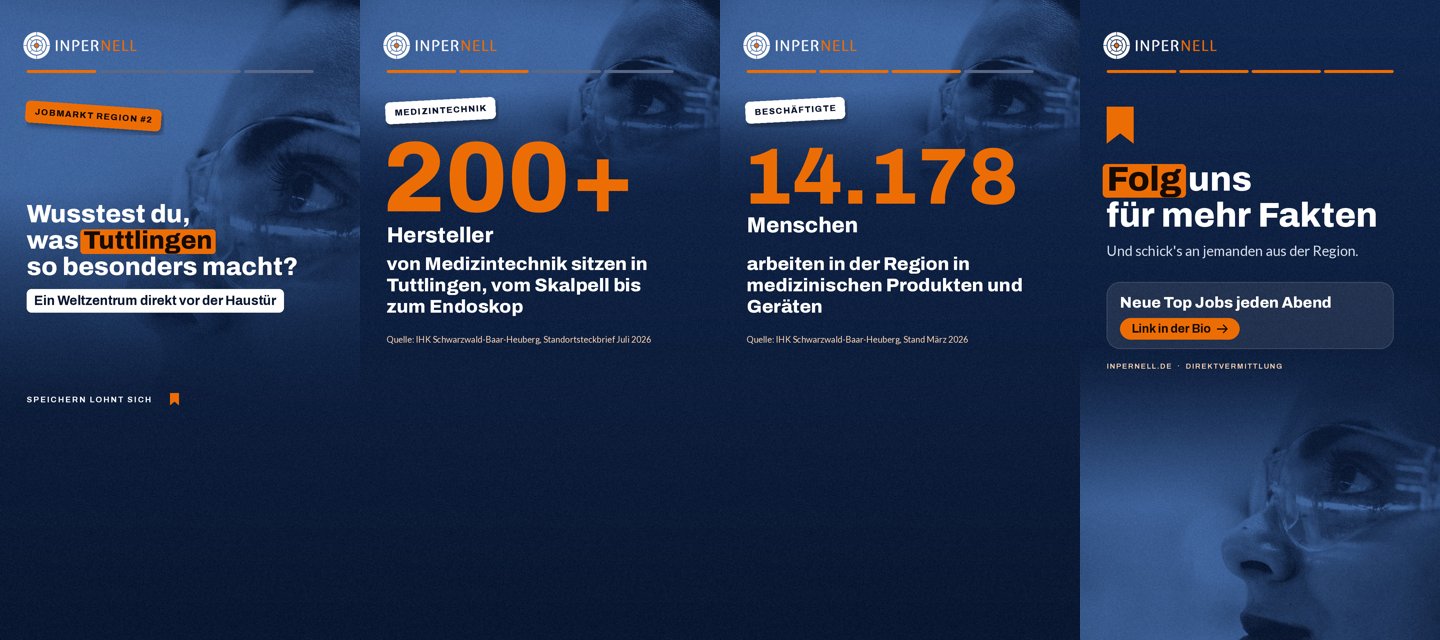 INPERNELL
JOBMARKT REGION #2
Wusstest du,
was Tuttlingen
so besonders macht?
Ein Weltzentrum direkt vor der Haustür
SPEICHERN LOHNT SICH
INPERNELL
MEDIZINTECHNIK
200+
Hersteller
von Medizintechnik sitzen in
Tuttlingen, vom Skalpell bis
zum Endoskop
Quelle: IHK Schwarzwald-Baar-Heuberg, Standortsteckbrief Juli 2026
INPERNELL
BESCHÄFTIGTE
14.178
Menschen
arbeiten in der Region in
medizinischen Produkten und
Geräten
Quelle: IHK Schwarzwald-Baar-Heuberg, Stand März 2026
INPERNELL
Folg uns
für mehr Fakten
Und schick's an jemanden aus der Region.
Neue Top Jobs jeden Abend
Link in der Bio →
INPERNELL.DE · DIREKTVERMITTLUNG